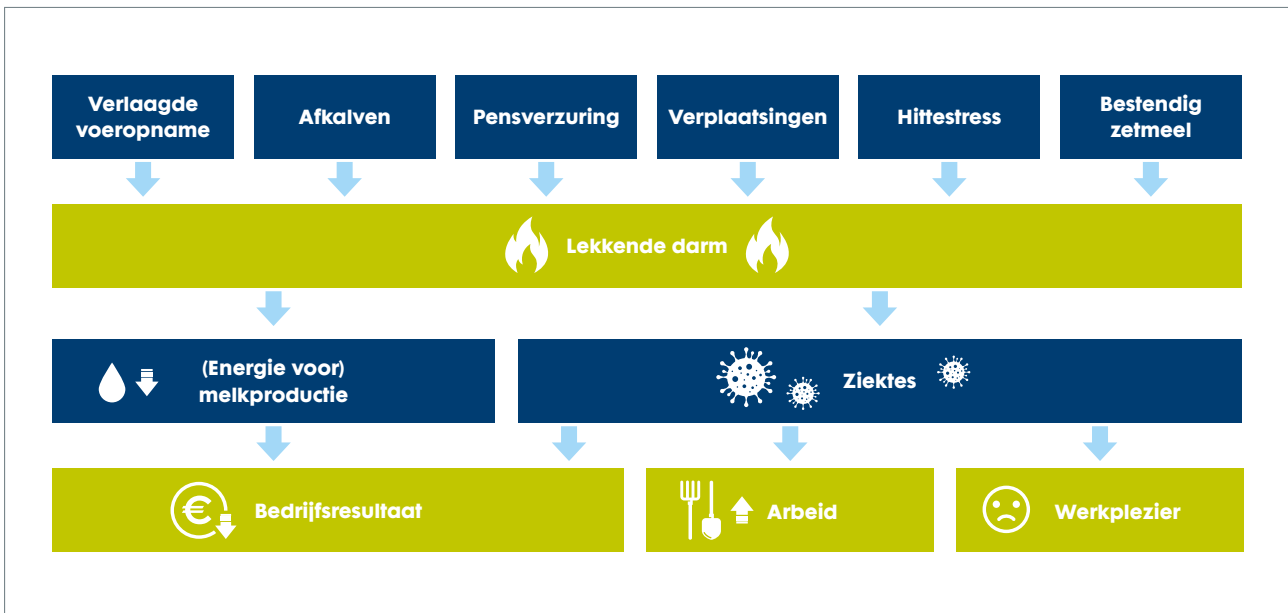 Verlaagde
voeropname
Afkalven
Pensverzuring
Verplaatsingen
Hittestress
Bestendig
zetmeel
Lekkende darm
(Energie voor)
melkproductie
Ziektes
€ Bedrijfsresultaat
Arbeid
Werkplezier